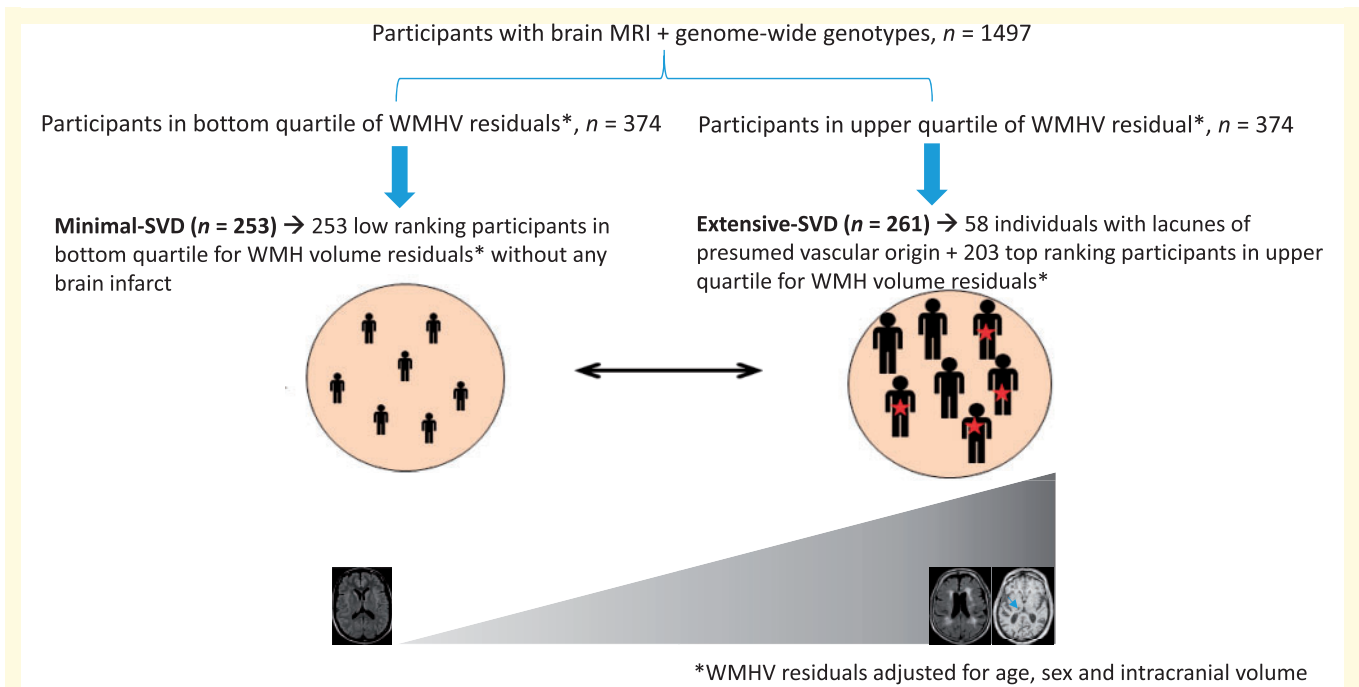 Participants with brain MRI + genome-wide genotypes, n = 1497
Participants in bottom quartile of WMHV residuals*, n = 374
Participants in upper quartile of WMHV residual*, n = 374
Minimal-SVD (n = 253) → 253 low ranking participants in
bottom quartile for WMH volume residuals* without any
brain infarct
Extensive-SVD (n = 261) → 58 individuals with lacunes of
presumed vascular origin + 203 top ranking participants in upper
quartile for WMH volume residuals*
*WMHV residuals adjusted for age, sex and intracranial volume